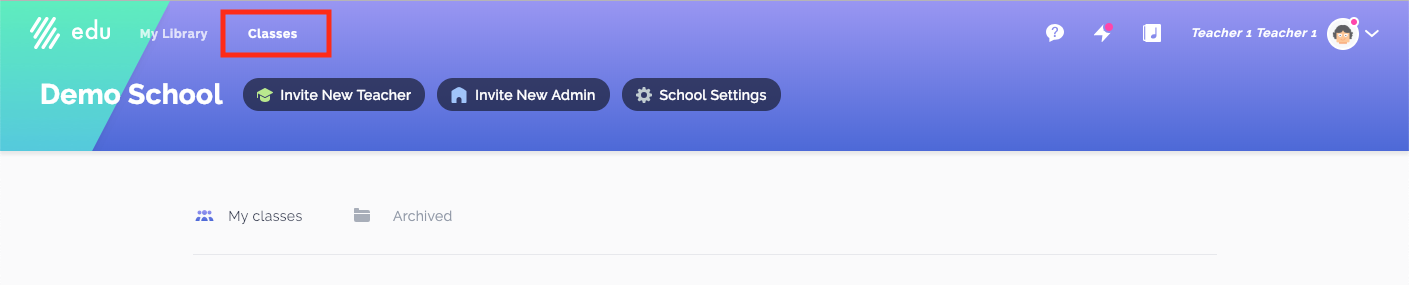 edu My Library Classes Teacher 1 Teacher 1
Demo School Invite New Teacher Invite New Admin School Settings
My classes Archived